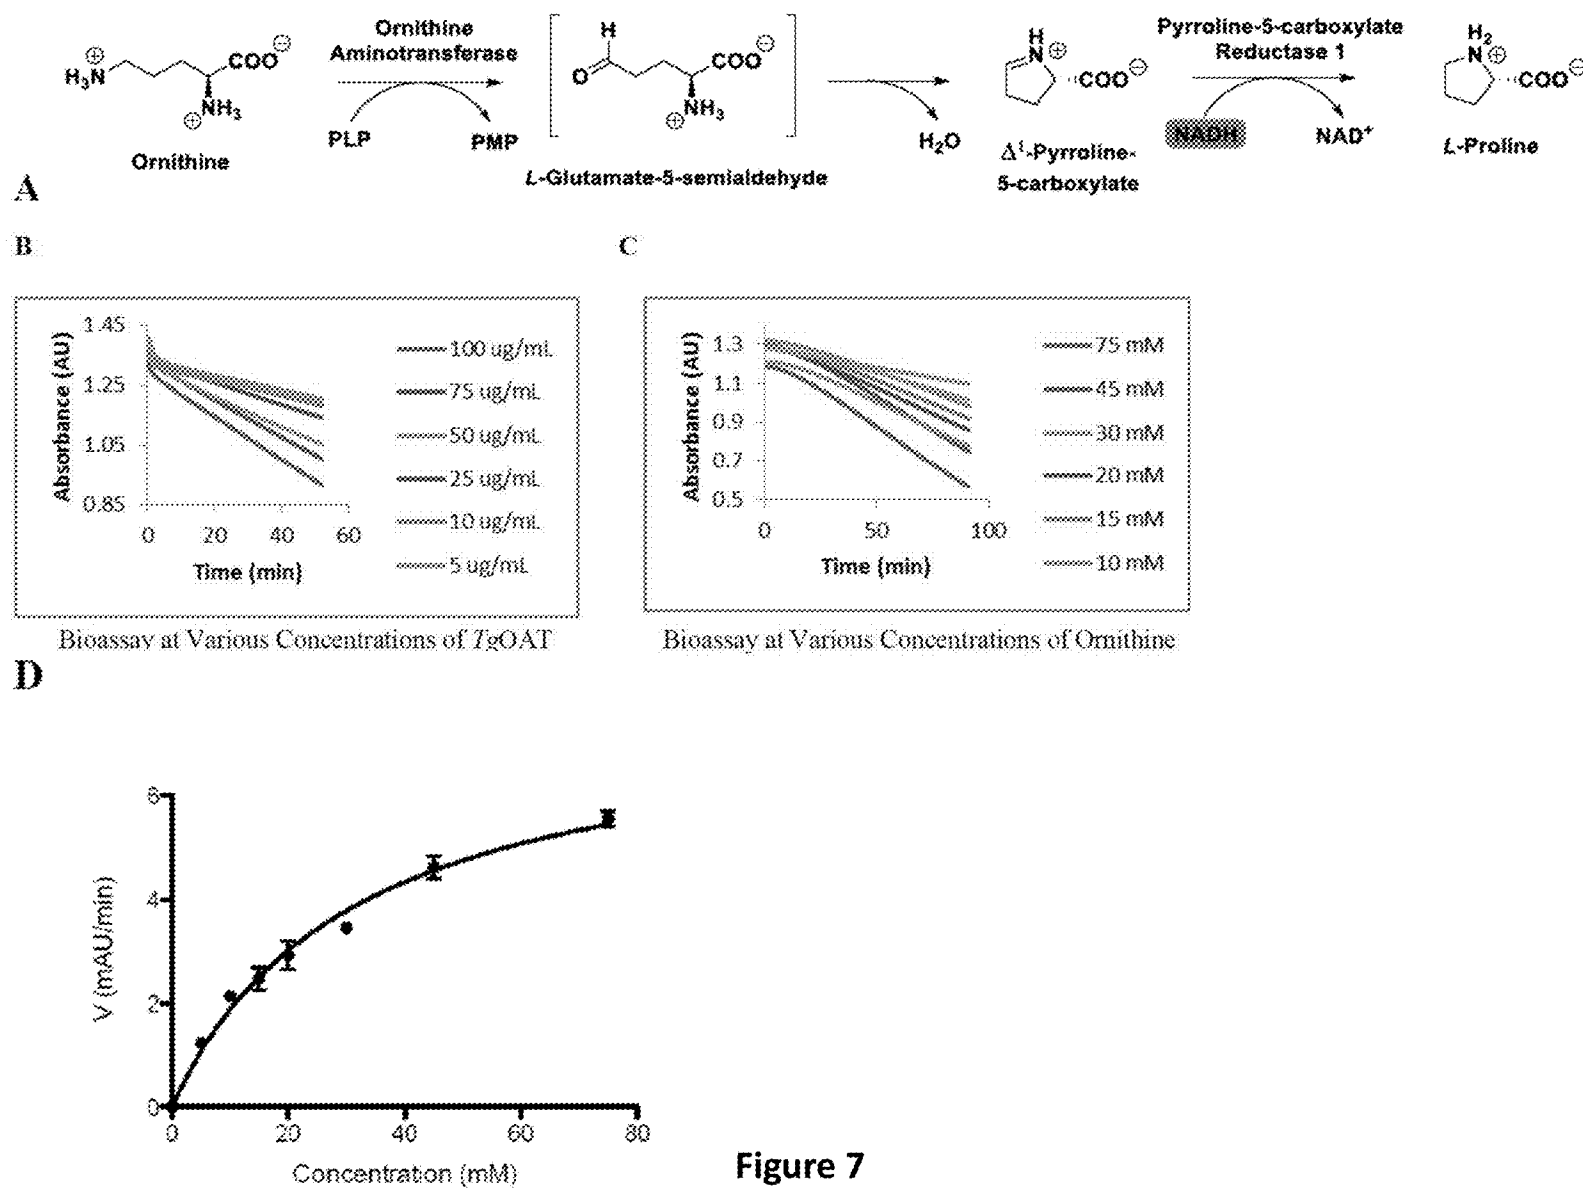 Ornithine
Aminotransferase
Pyrroline-5-carboxylate
Reductase 1
H₃N ⊕
COO⊖
NH₃
⊕
H
O
COO⊖
NH₃
⊕
H
N⊕
COO⊖
H₂
N⊕
COO⊖
PLP
PMP
H₂O
NADH
NAD⁺
Ornithine
L-Glutamate-5-semialdehyde
Δ¹-Pyrroline-
5-carboxylate
L-Proline
A
B
Absorbance (AU)
1.45
1.25
1.05
0.85
0 20 40 60
Time (min)
100 ug/mL
75 ug/mL
50 ug/mL
25 ug/mL
10 ug/mL
5 ug/mL
Bioassay at Various Concentrations of TgOAT
C
Absorbance (AU)
1.3
1.1
0.9
0.7
0.5
0 50 100
Time (min)
75 mM
45 mM
30 mM
20 mM
15 mM
10 mM
Bioassay at Various Concentrations of Ornithine
D
V (mAU/min)
6
4
2
0
0 20 40 60 80
Concentration (mM)
Figure 7